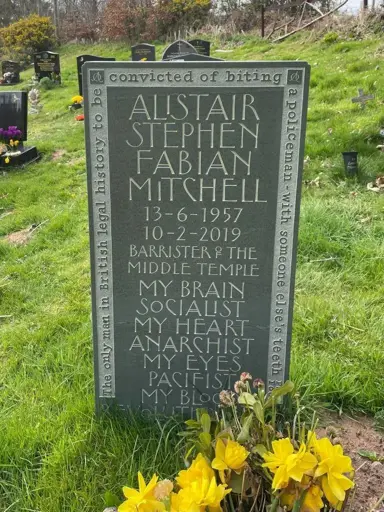 The only man in British legal history to be
convicted of biting
a policeman - with someone else's teeth
ALISTAIR
STEPHEN
FABIAN
MITCHELL
13-6-1957
10-2-2019
BARRISTER OF THE
MIDDLE TEMPLE
MY BRAIN
SOCIALIST
MY HEART
ANARCHIST
MY EYES
PACIFIST
MY BLOOD